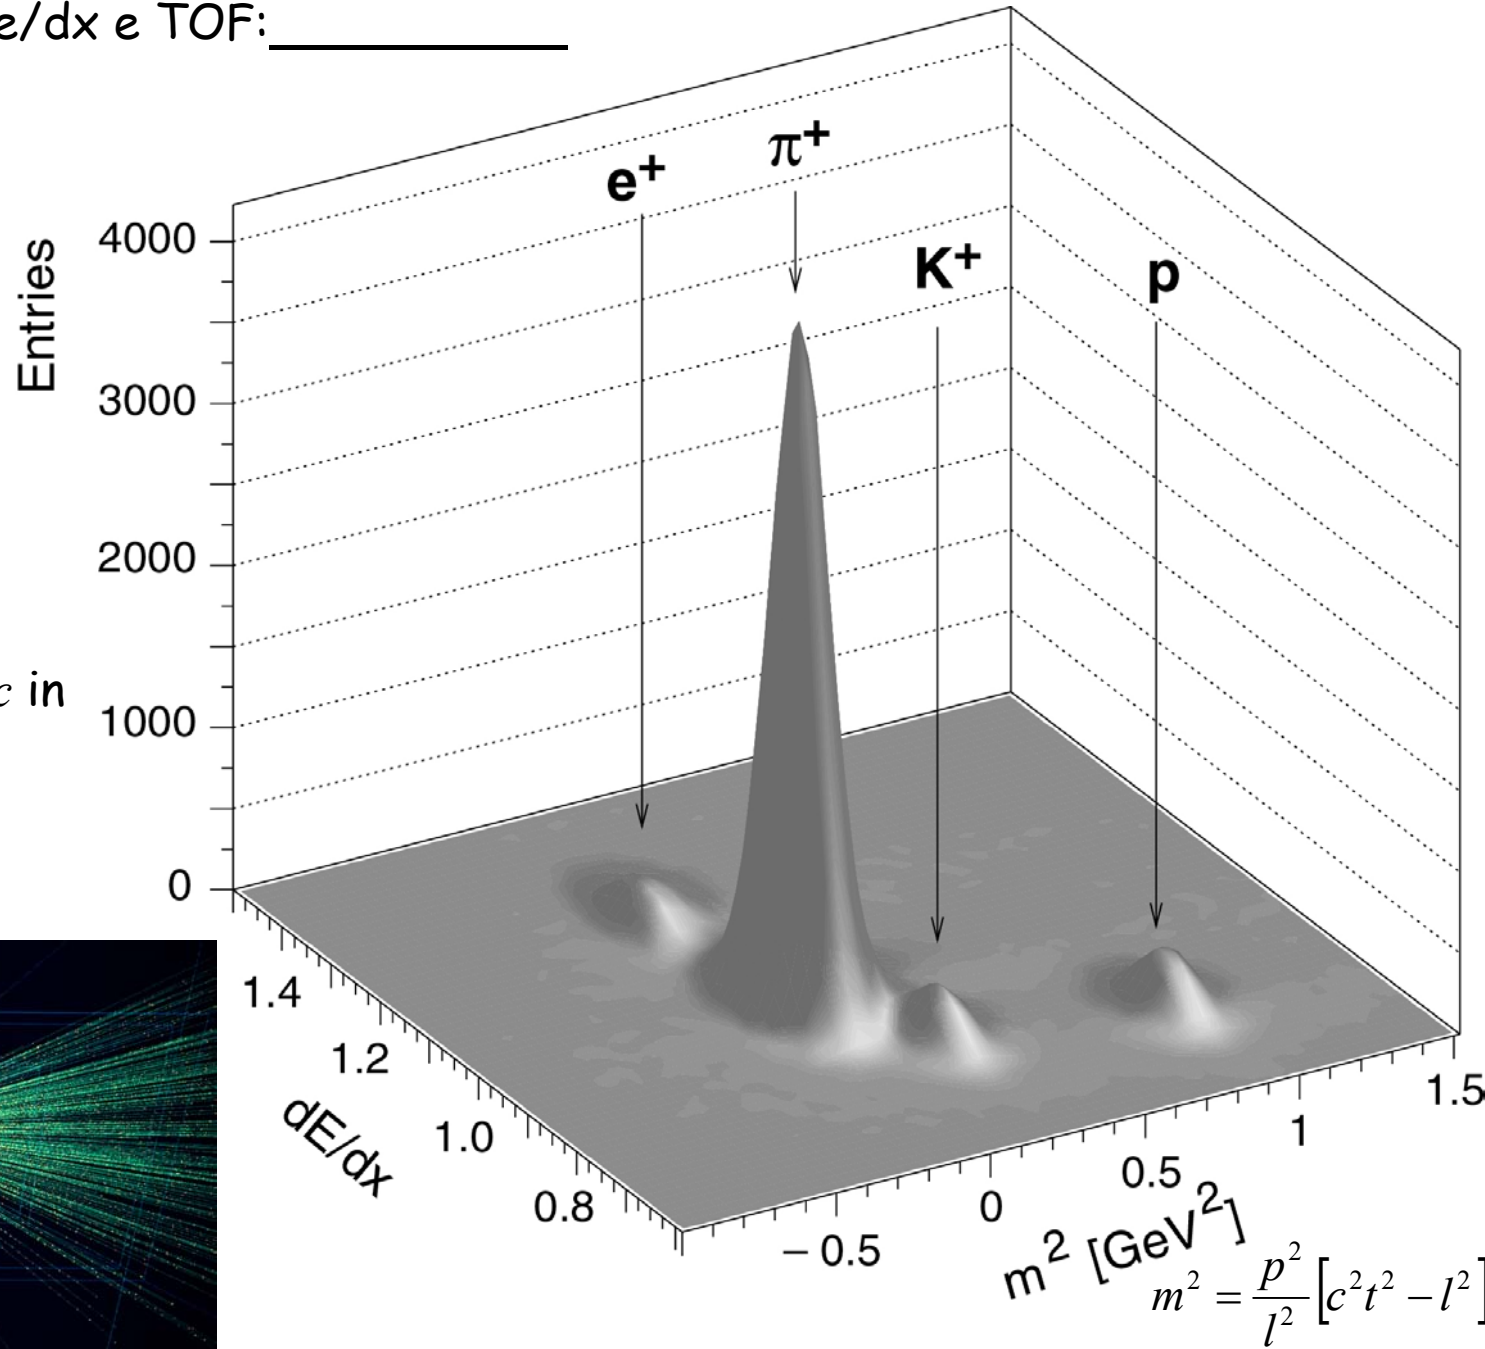 e/dx e TOF:
π+
e+
K+
p
Entries
4000
3000
2000
1000
0
c in
1.4
1.2
1.0
0.8
dE/dx
– 0.5
0
0.5
1
1.5
m² [GeV²]
m² = p²/l² [c²t² – l²]